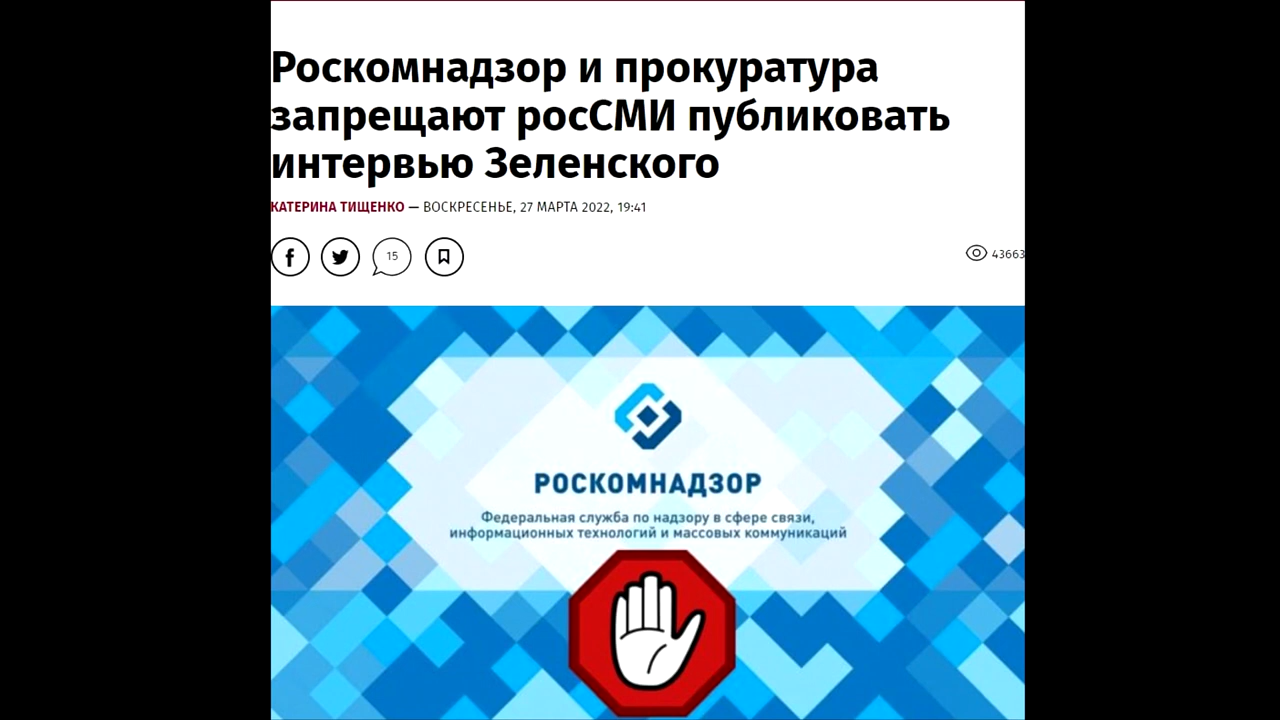 Роскомнадзор и прокуратура
запрещают росСМИ публиковать
интервью Зеленского
КАТЕРИНА ТИЩЕНКО — ВОСКРЕСЕНЬЕ, 27 МАРТА 2022, 19:41
15
43663
РОСКОМНАДЗОР
Федеральная служба по надзору в сфере связи,
информационных технологий и массовых коммуникаций